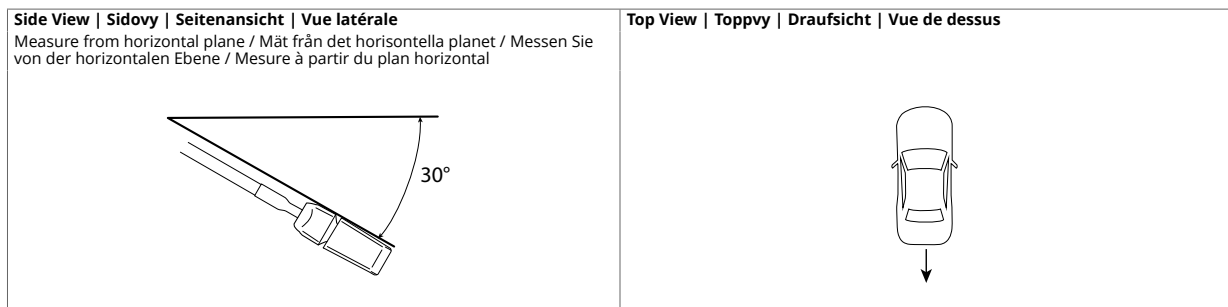 Side View | Sidovy | Seitenansicht | Vue latérale
Measure from horizontal plane / Mät från det horisontella planet / Messen Sie
von der horizontalen Ebene / Mesure à partir du plan horizontal
30°
Top View | Toppvy | Draufsicht | Vue de dessus